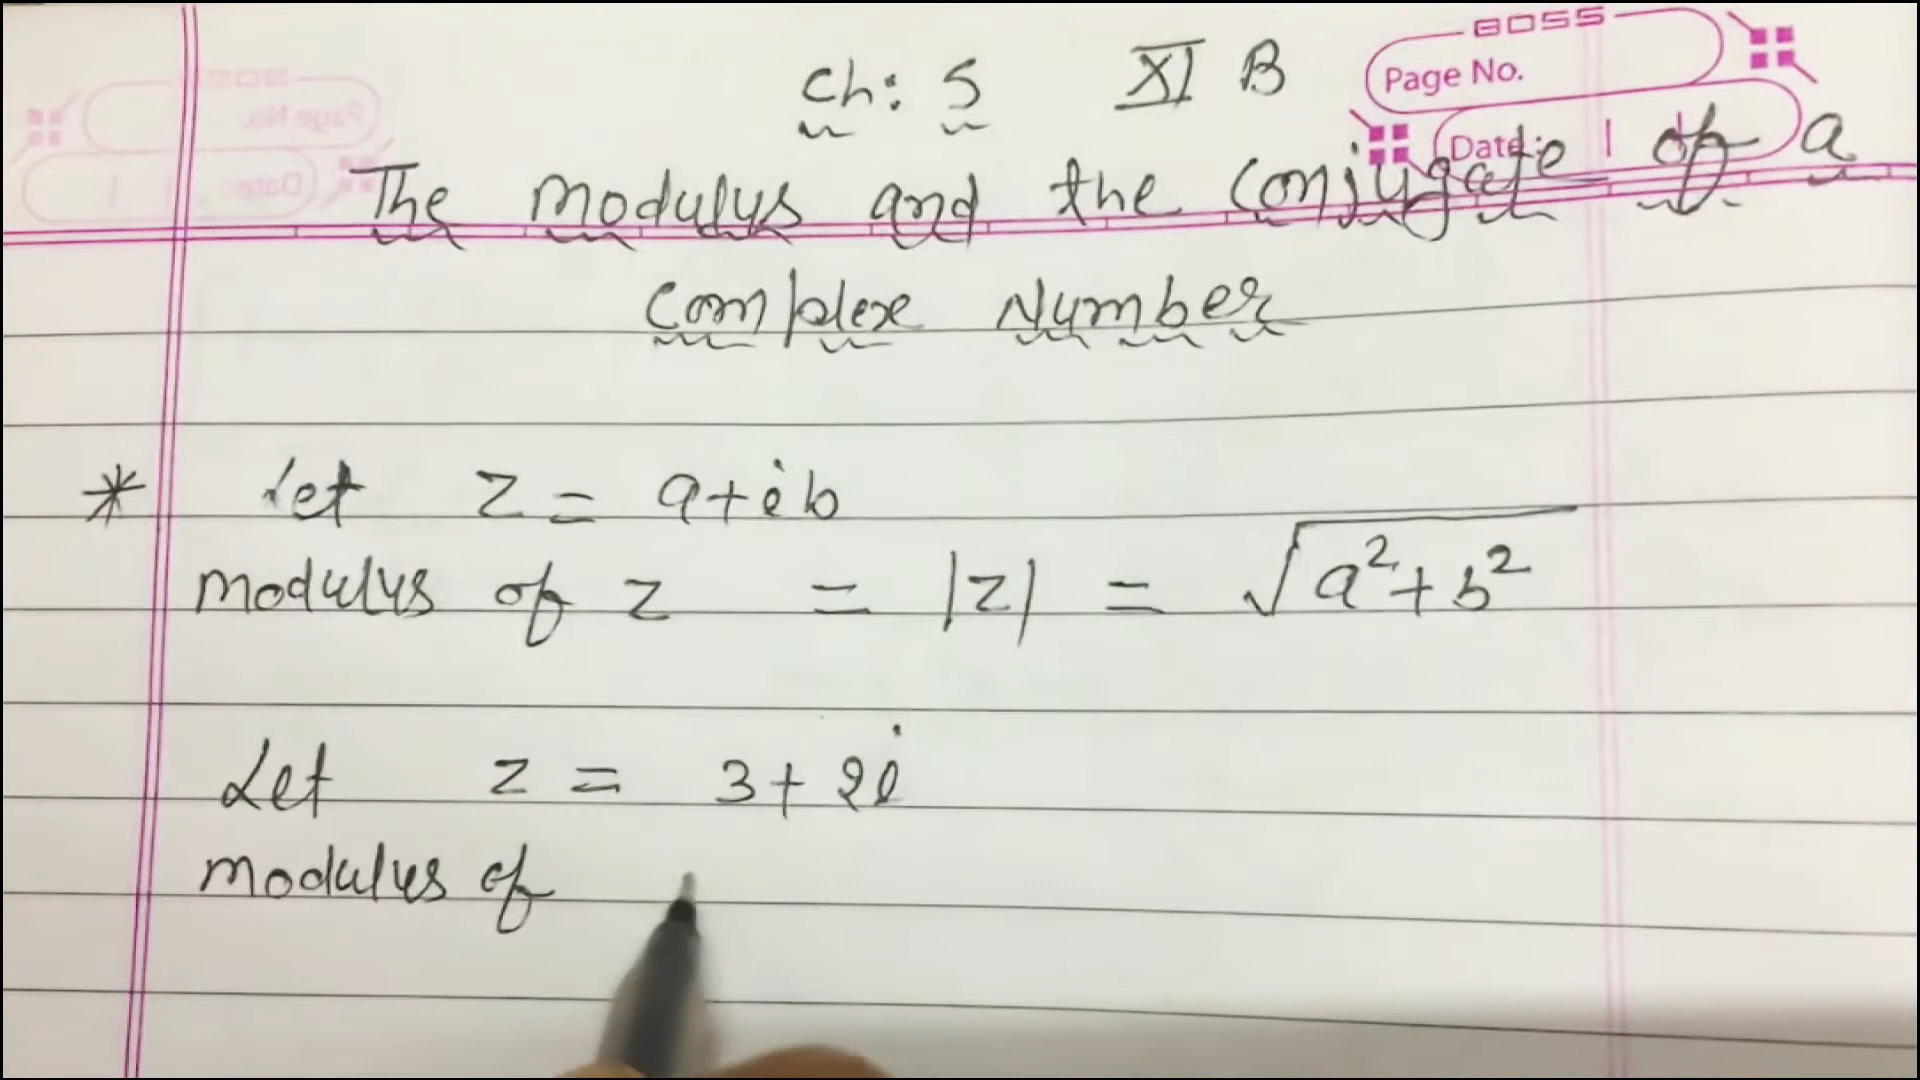 BOSS
Page No.
Date:
Ch: 5 XI B
The modulus and the Conjugate of a
Complex Number
* Let z = a+ib
modulus of z = |z| = √a²+b²
Let z = 3+2i
modulus of